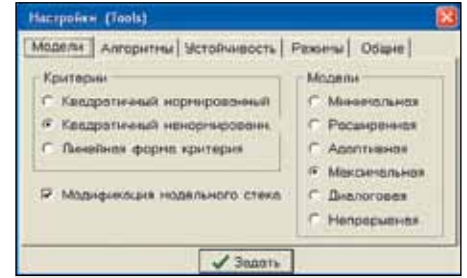 Настройки (Tools)
Модели Алгоритмы Устойчивость Режимы Общие
Критерии
Квадратичный нормированный
Квадратичный ненормированн.
Линейная форма критерия
Модификация модельного стека
Модели
Минимальная
Расширенная
Адаптивная
Максимальная
Диалоговая
Непрерывная
Задать